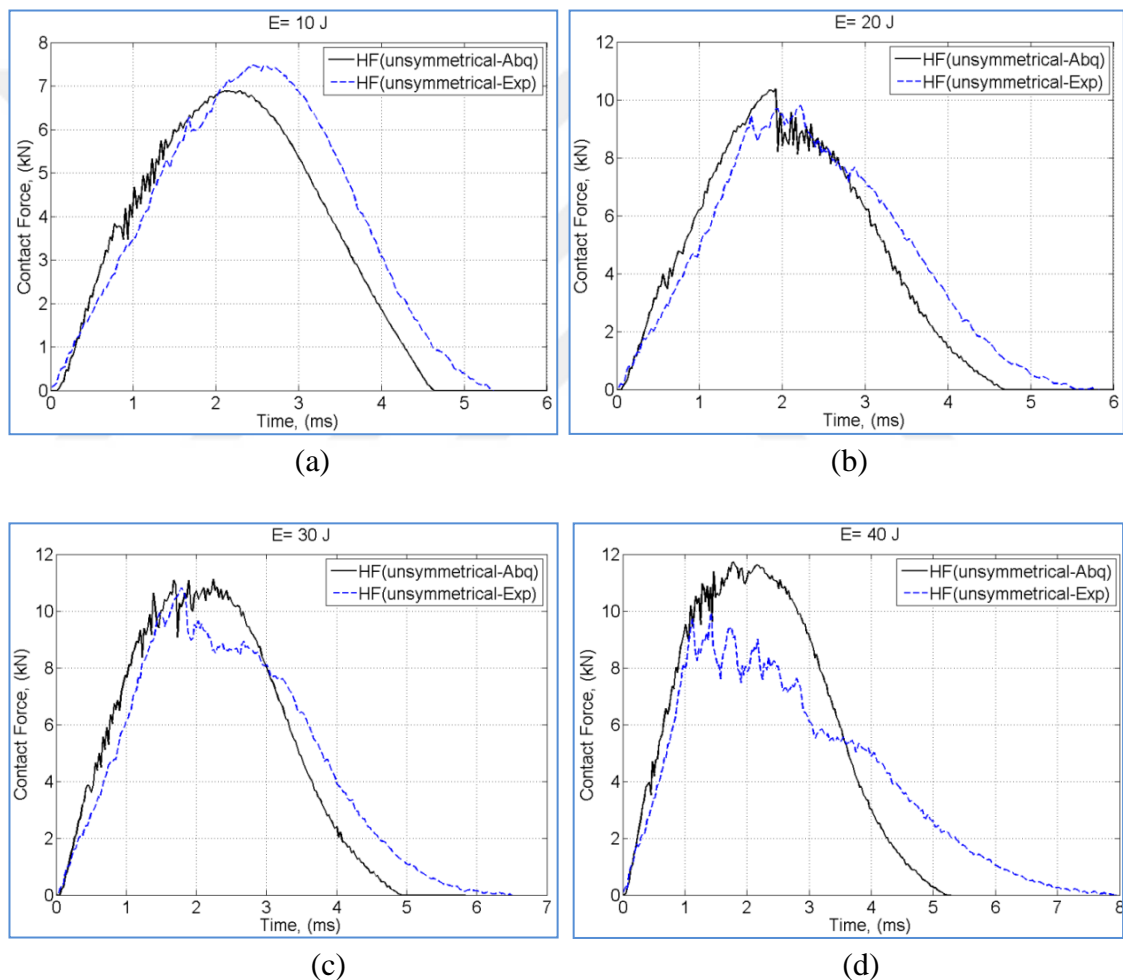 E= 10 J
HF(unsymmetrical-Abq)
HF(unsymmetrical-Exp)
8
7
6
5
4
3
2
1
0
Contact Force, (kN)
0 1 2 3 4 5 6
Time, (ms)
(a)
E= 20 J
HF(unsymmetrical-Abq)
HF(unsymmetrical-Exp)
12
10
8
6
4
2
0
Contact Force, (kN)
0 1 2 3 4 5 6
Time, (ms)
(b)
E= 30 J
HF(unsymmetrical-Abq)
HF(unsymmetrical-Exp)
12
10
8
6
4
2
0
Contact Force, (kN)
0 1 2 3 4 5 6 7
Time, (ms)
(c)
E= 40 J
HF(unsymmetrical-Abq)
HF(unsymmetrical-Exp)
12
10
8
6
4
2
0
Contact Force, (kN)
0 1 2 3 4 5 6 7 8
Time, (ms)
(d)